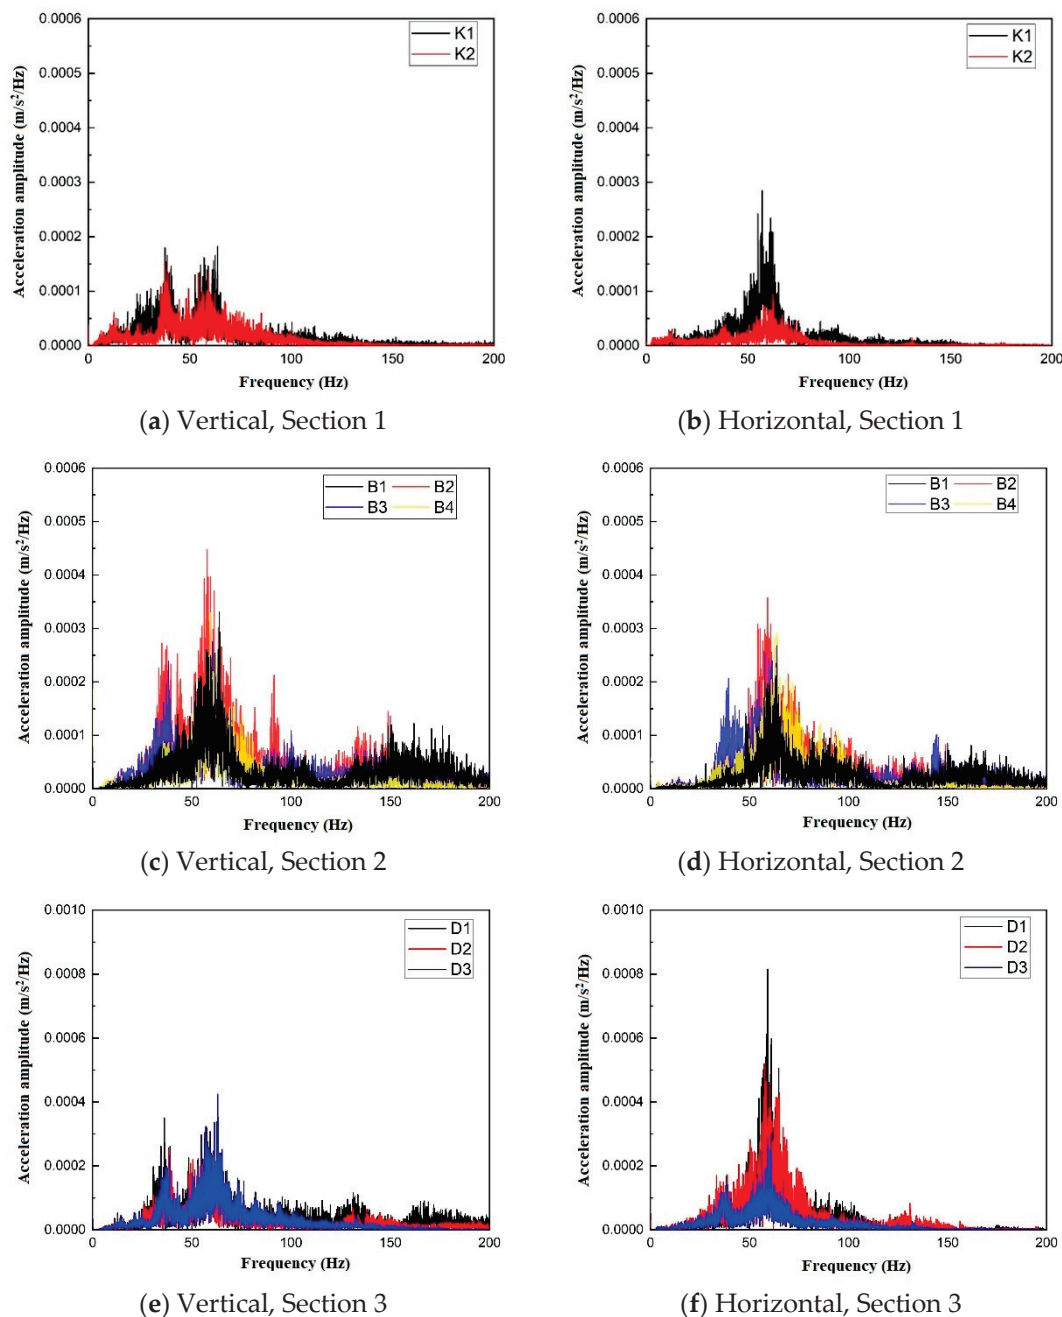 0.0006
0.0005
0.0004
0.0003
0.0002
0.0001
0.0000
0 50 100 150 200
Acceleration amplitude (m/s²/Hz)
Frequency (Hz)
K1
K2
(a) Vertical, Section 1
0.0006
0.0005
0.0004
0.0003
0.0002
0.0001
0.0000
0 50 100 150 200
Acceleration amplitude (m/s²/Hz)
Frequency (Hz)
K1
K2
(b) Horizontal, Section 1
0.0006
0.0005
0.0004
0.0003
0.0002
0.0001
0.0000
0 50 100 150 200
Acceleration amplitude (m/s²/Hz)
Frequency (Hz)
B1 B2
B3 B4
(c) Vertical, Section 2
0.0006
0.0005
0.0004
0.0003
0.0002
0.0001
0.0000
0 50 100 150 200
Acceleration amplitude (m/s²/Hz)
Frequency (Hz)
B1 B2
B3 B4
(d) Horizontal, Section 2
0.0010
0.0008
0.0006
0.0004
0.0002
0.0000
0 50 100 150 200
Acceleration amplitude (m/s²/Hz)
Frequency (Hz)
D1
D2
D3
(e) Vertical, Section 3
0.0010
0.0008
0.0006
0.0004
0.0002
0.0000
0 50 100 150 200
Acceleration amplitude (m/s²/Hz)
Frequency (Hz)
D1
D2
D3
(f) Horizontal, Section 3